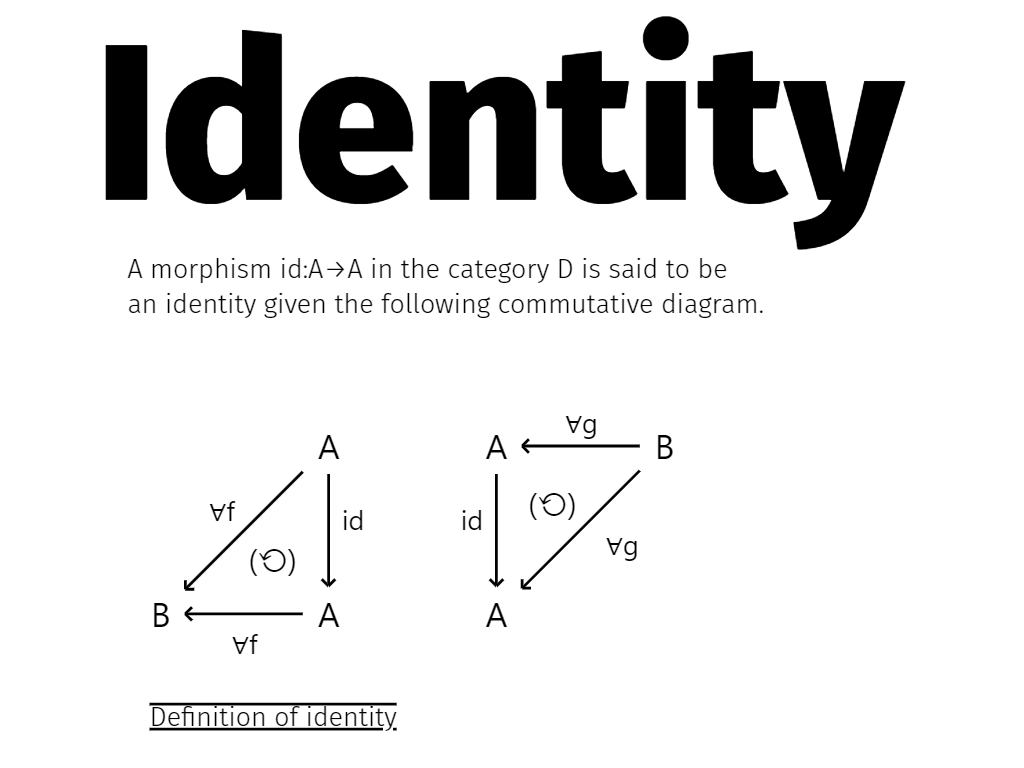 Identity
A morphism id:A→A in the category D is said to be
an identity given the following commutative diagram.
A
∀f
id
(⟲)
B
A
∀f
∀g
A
B
id
(⟲)
∀g
A
Definition of identity